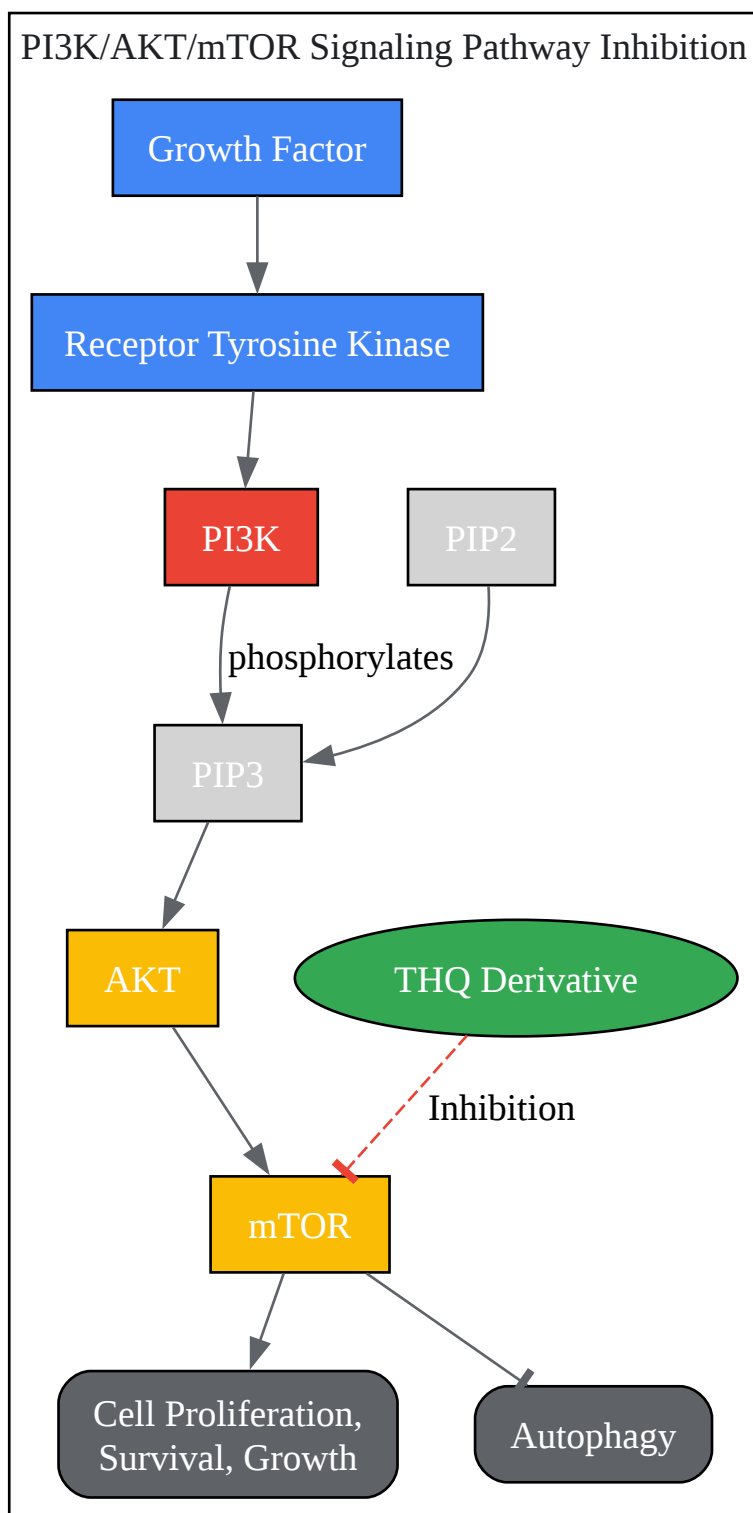 PI3K/AKT/mTOR Signaling Pathway Inhibition
Growth Factor
Receptor Tyrosine Kinase
PI3K
PIP2
phosphorylates
PIP3
AKT
THQ Derivative
Inhibition
mTOR
Cell Proliferation,
Survival, Growth
Autophagy